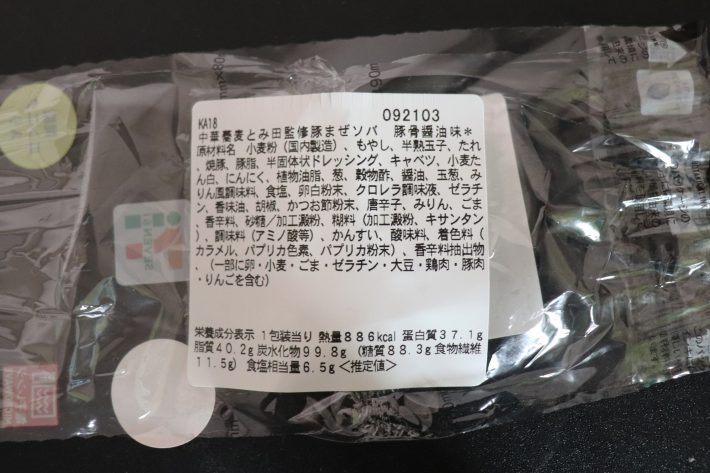 KA18
092103
中華蕎麦とみ田監修豚まぜソバ 豚骨醤油味*
原材料名 小麦粉(国内製造)、もやし、半熟玉子、たれ
、焼豚、豚脂、半固体状ドレッシング、キャベツ、小麦た
ん白、にんにく、植物油脂、葱、穀物酢、醤油、玉葱、み
りん風調味料、食塩、卵白粉末、クロレラ調味液、ゼラチ
ン、香味油、胡椒、かつお節粉末、唐辛子、みりん、ごま
、香辛料、砂糖/加工澱粉、糊料(加工澱粉、キサンタン
)、調味料(アミノ酸等)、かんすい、酸味料、着色料(
カラメル、パプリカ色素、パプリカ粉末)、香辛料抽出物
、(一部に卵・小麦・ごま・ゼラチン・大豆・鶏肉・豚肉
・りんごを含む)
栄養成分表示 1包装当り 熱量886kcal 蛋白質37.1g
脂質40.2g 炭水化物99.8g (糖質88.3g 食物繊維
11.5g) 食塩相当量6.5g <推定値>